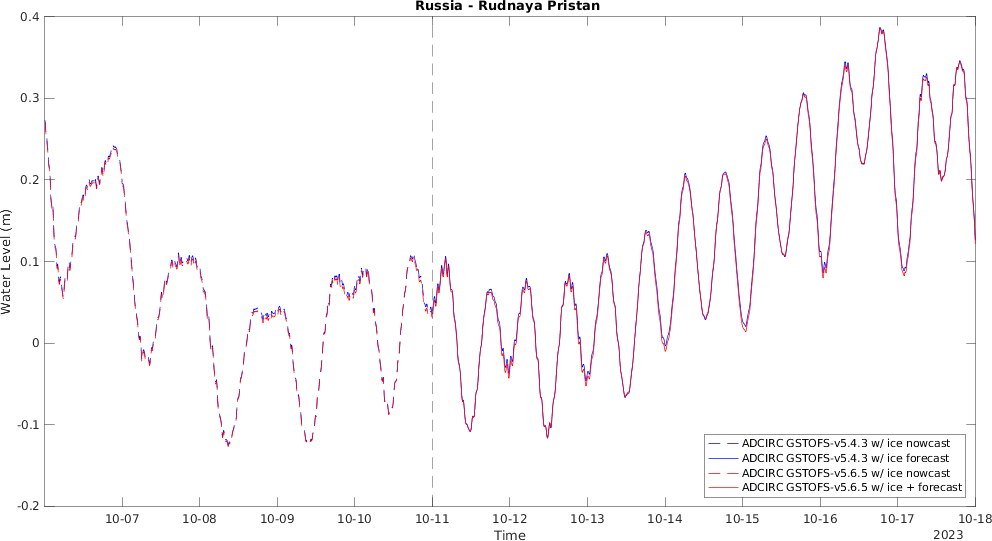 Russia - Rudnaya Pristan
0.4
0.3
0.2
0.1
0
-0.1
-0.2
Water Level (m)
ADCIRC GSTOFS-v5.4.3 w/ ice nowcast
ADCIRC GSTOFS-v5.4.3 w/ ice forecast
ADCIRC GSTOFS-v5.6.5 w/ ice nowcast
ADCIRC GSTOFS-v5.6.5 w/ ice + forecast
10-07 10-08 10-09 10-10 10-11 10-12 10-13 10-14 10-15 10-16 10-17 10-18
Time
2023